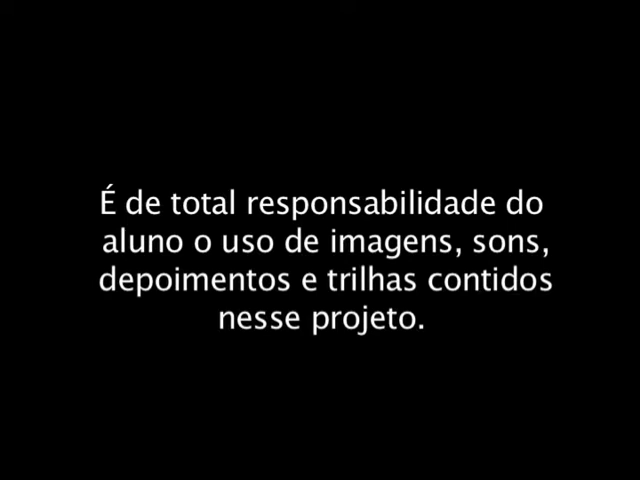 É de total responsabilidade do
aluno o uso de imagens, sons,
depoimentos e trilhas contidos
nesse projeto.